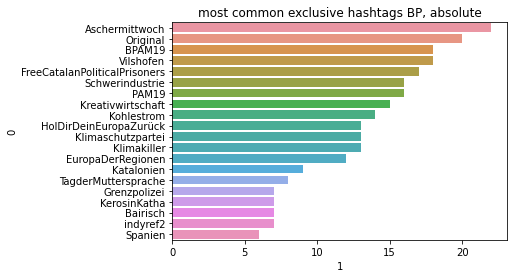 most common exclusive hashtags BP, absolute
Aschermittwoch
Original
BPAM19
Vilshofen
FreeCatalanPoliticalPrisoners
Schwerindustrie
PAM19
Kreativwirtschaft
Kohlestrom
HolDirDeinEuropaZurück
Klimaschutzpartei
Klimakiller
EuropaDerRegionen
Katalonien
TagderMuttersprache
Grenzpolizei
KerosinKatha
Bairisch
indyref2
Spanien
0
0 5 10 15 20
1